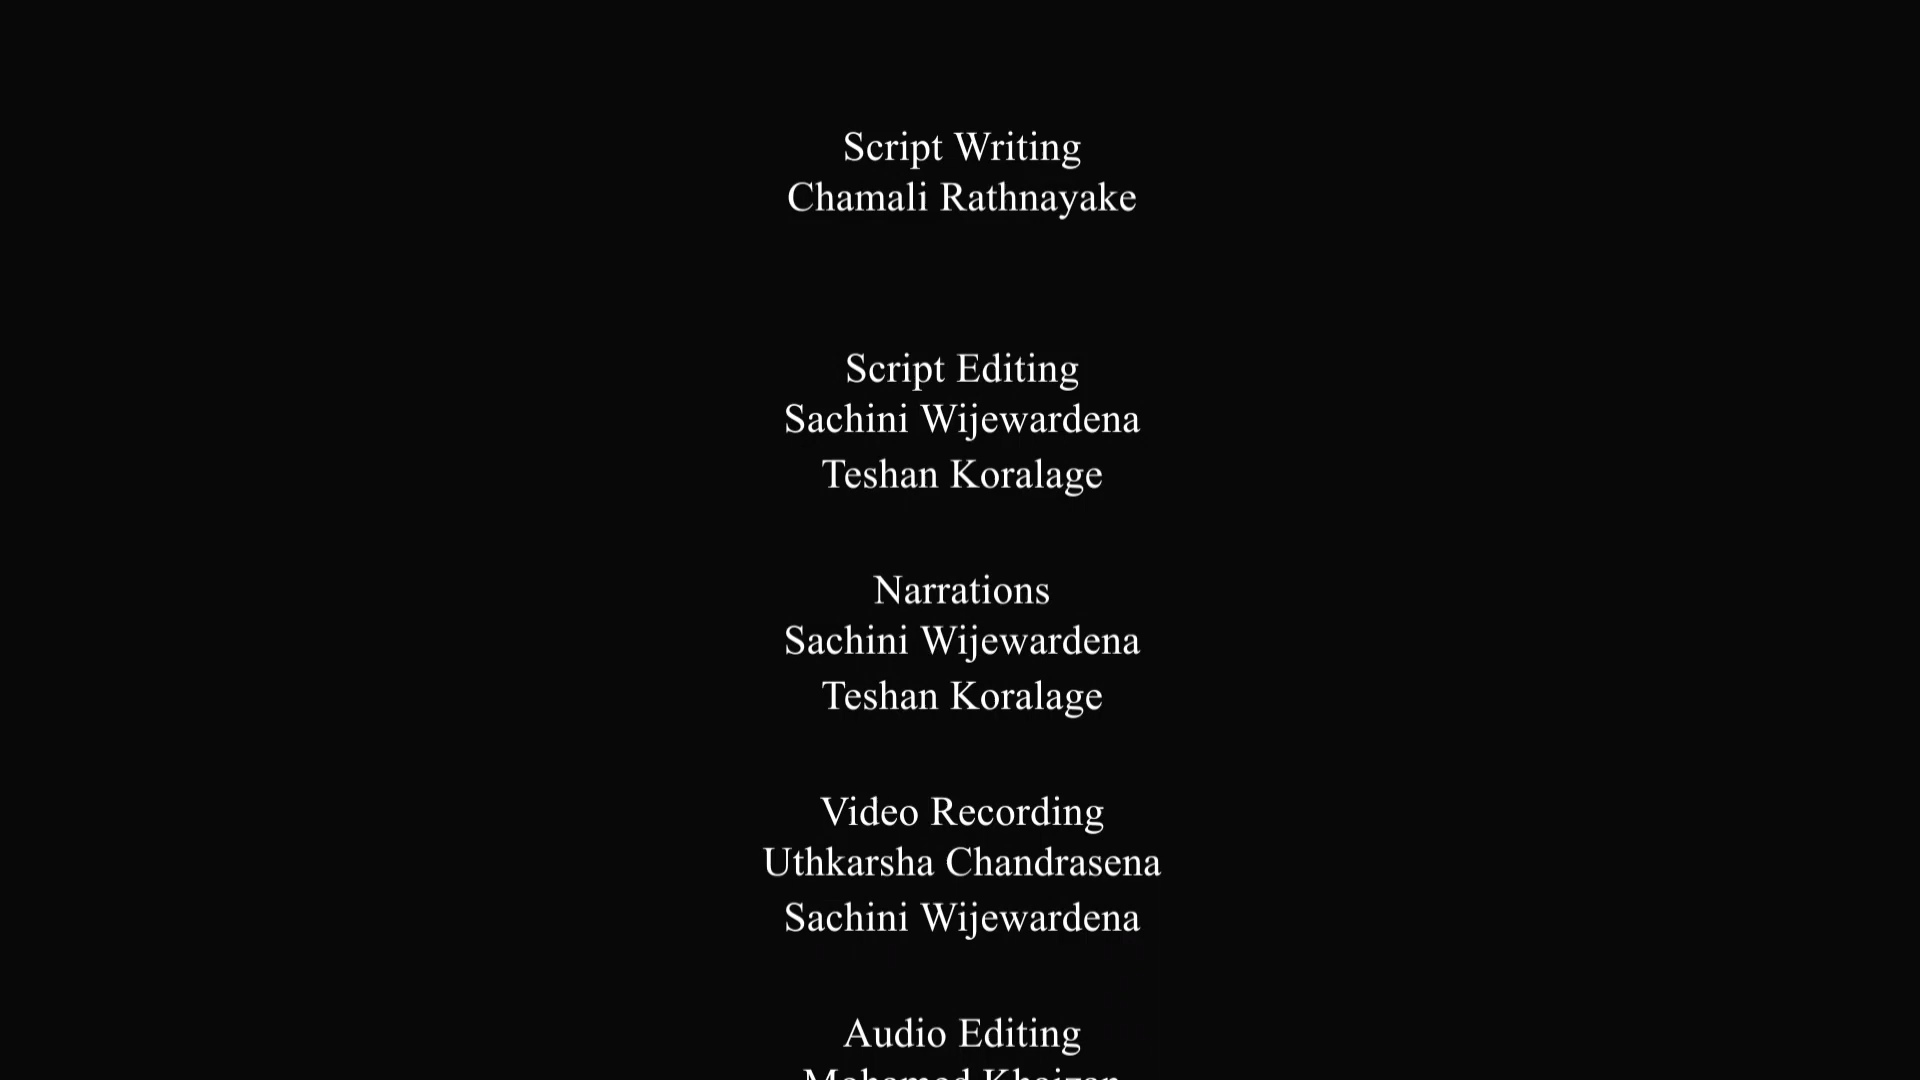 Script Writing
Chamali Rathnayake
Script Editing
Sachini Wijewardena
Teshan Koralage
Narrations
Sachini Wijewardena
Teshan Koralage
Video Recording
Uthkarsha Chandrasena
Sachini Wijewardena
Audio Editing
Mohamed